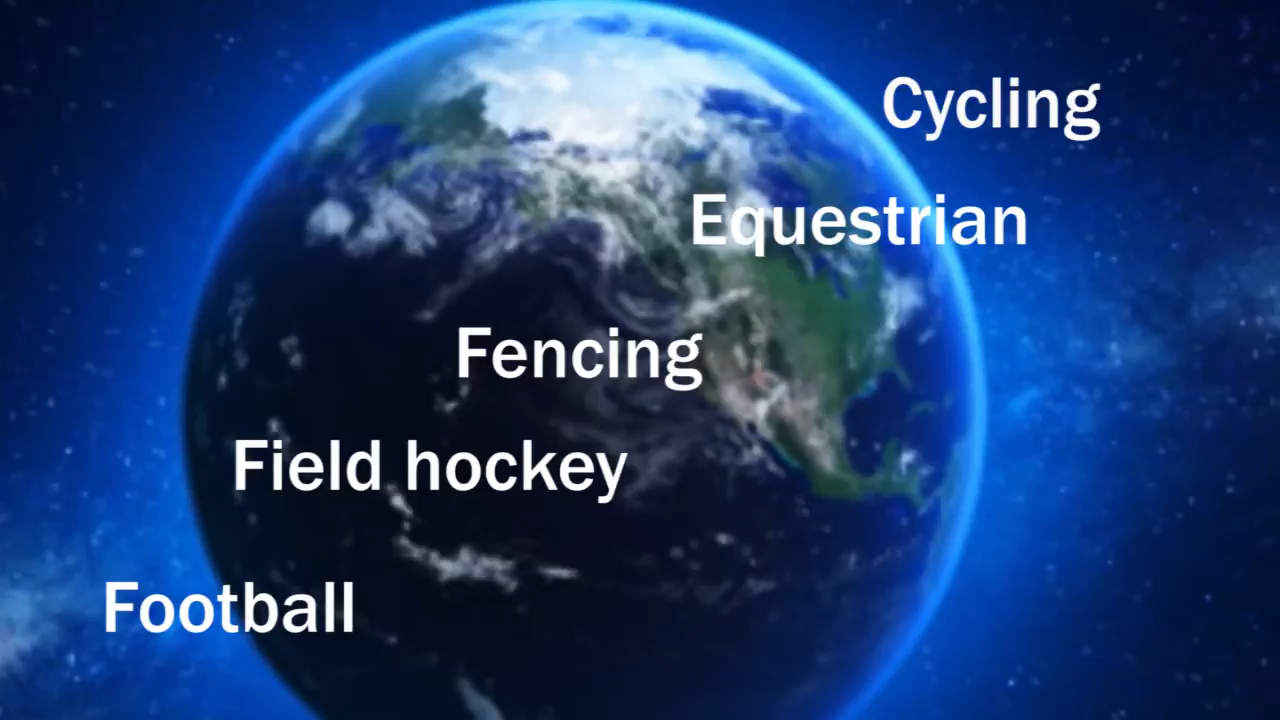 Cycling
Equestrian
Fencing
Field hockey
Football